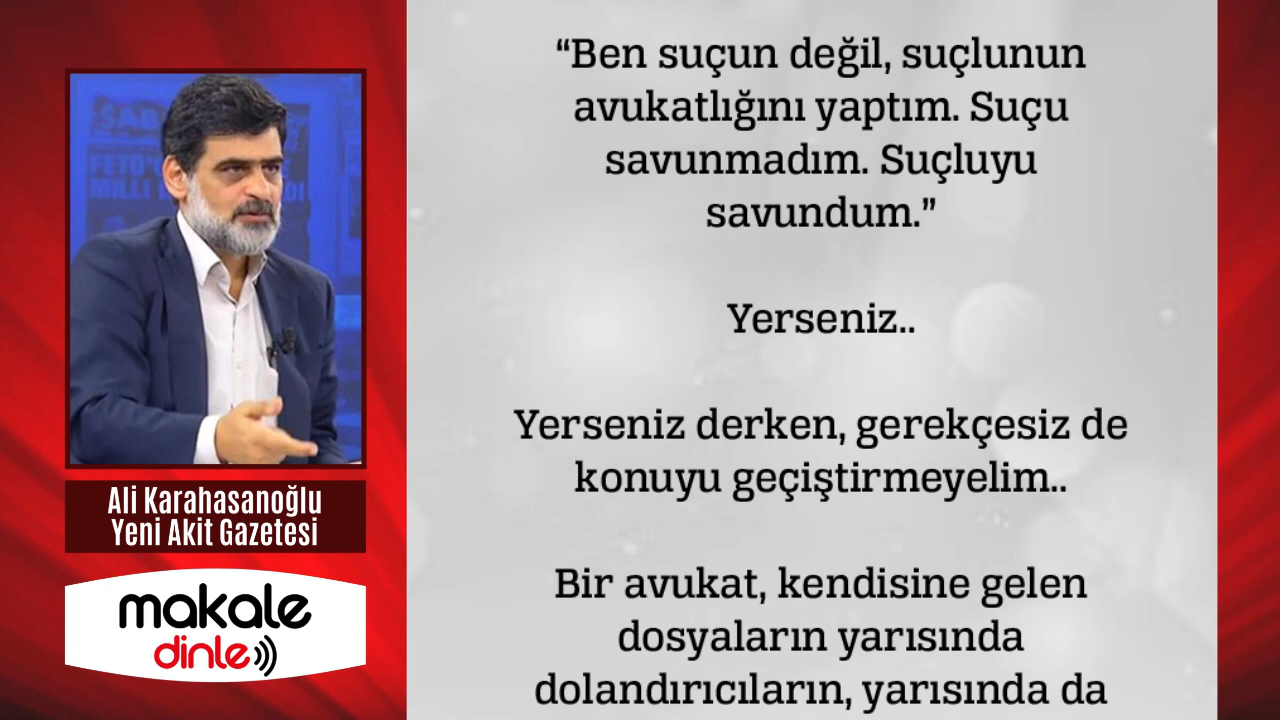 “Ben suçun değil, suçlunun
avukatlığını yaptım. Suçu
savunmadım. Suçluyu
savundum.”
Yerseniz..
Yerseniz derken, gerekçesiz de
konuyu geçiştirmeyelim..
Bir avukat, kendisine gelen
dosyaların yarısında
dolandırıcıların, yarısında da
Ali Karahasanoğlu
Yeni Akit Gazetesi
makale
dinle